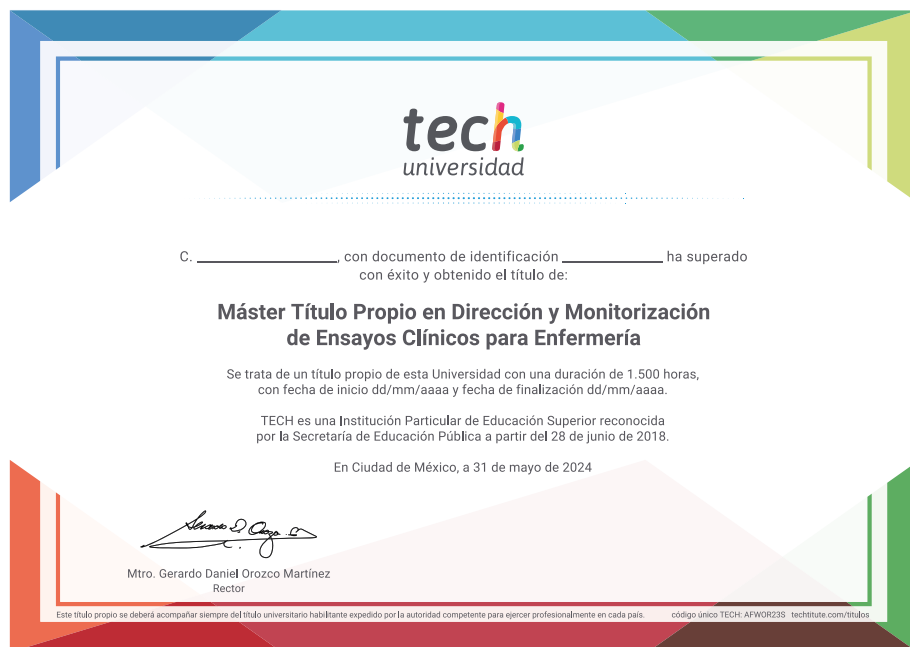 tech
universidad
C. ____________________, con documento de identificación ______________ ha superado
con éxito y obtenido el título de:
Máster Título Propio en Dirección y Monitorización
de Ensayos Clínicos para Enfermería
Se trata de un título propio de esta Universidad con una duración de 1.500 horas,
con fecha de inicio dd/mm/aaaa y fecha de finalización dd/mm/aaaa.
TECH es una Institución Particular de Educación Superior reconocida
por la Secretaría de Educación Pública a partir del 28 de junio de 2018.
En Ciudad de México, a 31 de mayo de 2024
Mtro. Gerardo Daniel Orozco Martínez
Rector
Este título propio se deberá acompañar siempre del título universitario habilitante expedido por la autoridad competente para ejercer profesionalmente en cada país. código único TECH: AFWOR23S techtitute.com/titulos